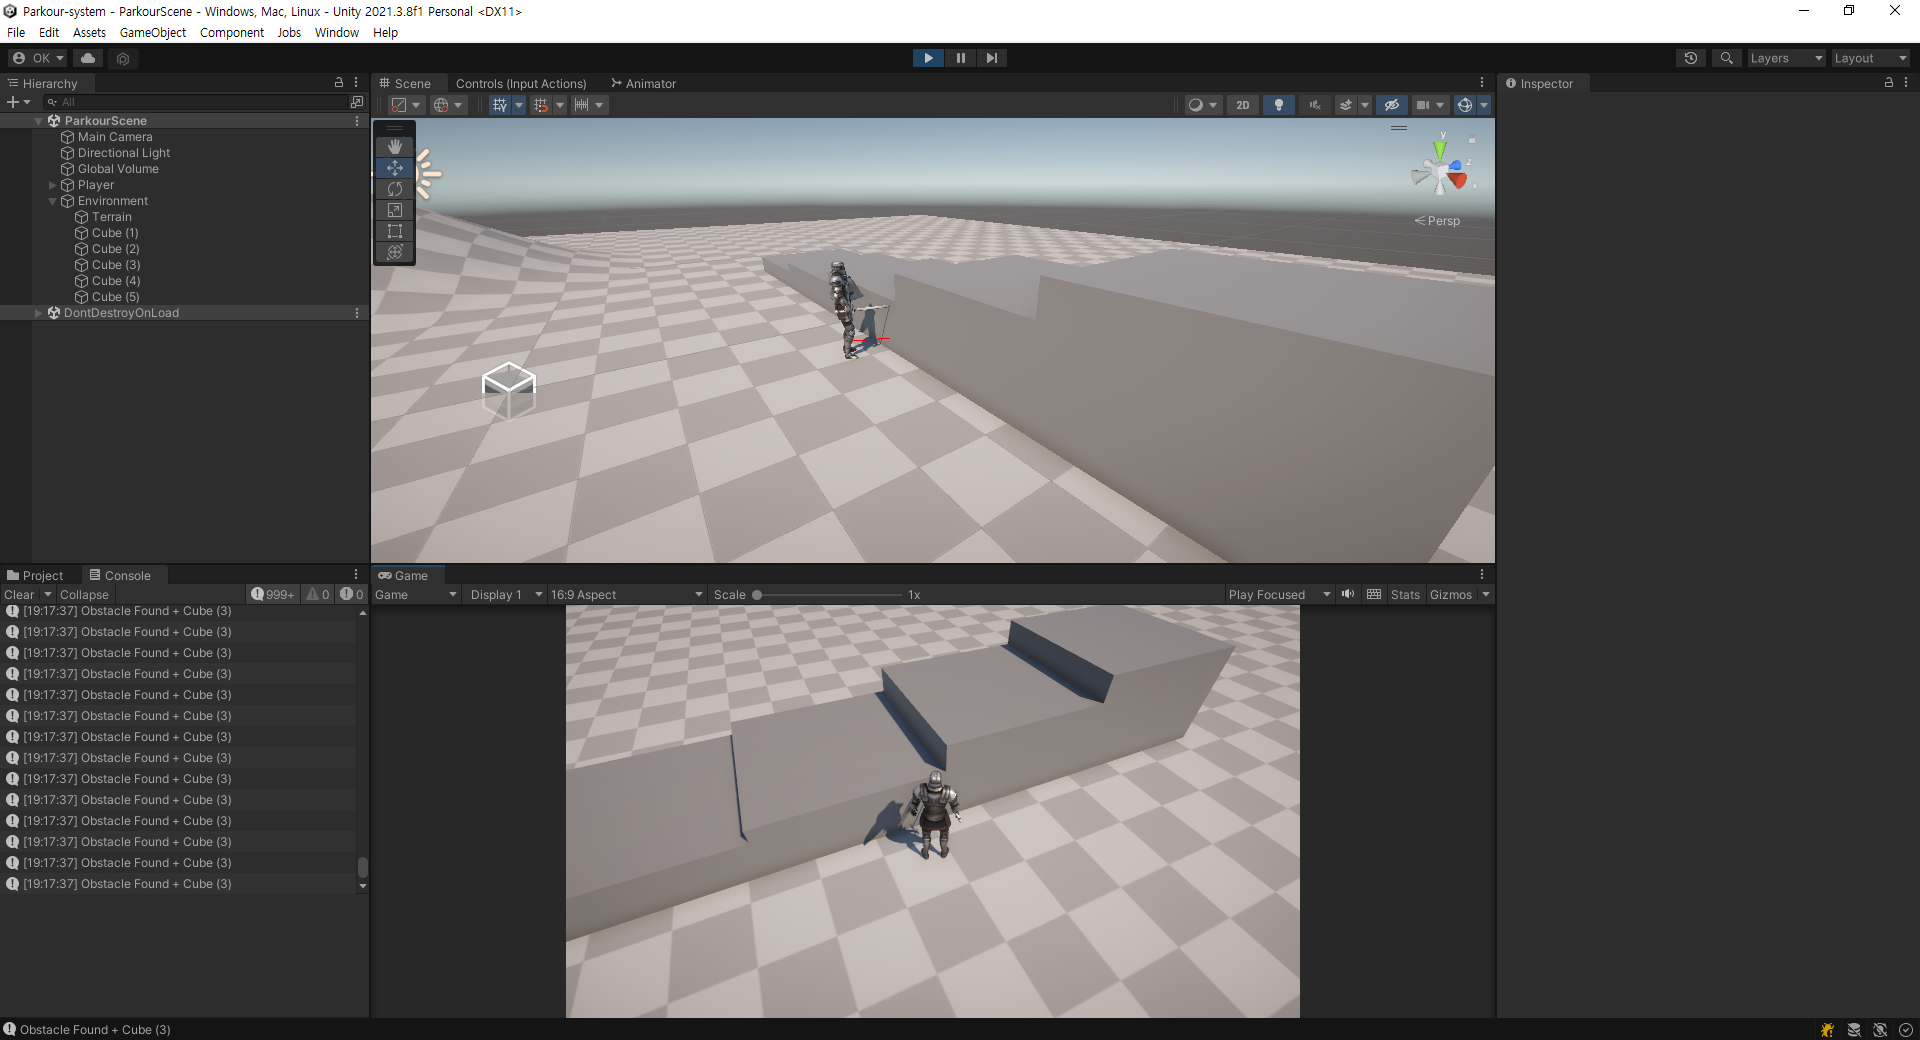 Parkour-system - ParkourScene - Windows, Mac, Linux - Unity 2021.3.8f1 Personal <DX11>
File Edit Assets GameObject Component Jobs Window Help
OK Layers Layout
Hierarchy
All
ParkourScene
Main Camera
Directional Light
Global Volume
Player
Environment
Terrain
Cube (1)
Cube (2)
Cube (3)
Cube (4)
Cube (5)
DontDestroyOnLoad
Scene Controls (Input Actions) Animator
2D
y
z
x
Persp
Inspector
Project Console
Clear Collapse 999+ 0 0
[19:17:37] Obstacle Found + Cube (3)
[19:17:37] Obstacle Found + Cube (3)
[19:17:37] Obstacle Found + Cube (3)
[19:17:37] Obstacle Found + Cube (3)
[19:17:37] Obstacle Found + Cube (3)
[19:17:37] Obstacle Found + Cube (3)
[19:17:37] Obstacle Found + Cube (3)
[19:17:37] Obstacle Found + Cube (3)
[19:17:37] Obstacle Found + Cube (3)
[19:17:37] Obstacle Found + Cube (3)
[19:17:37] Obstacle Found + Cube (3)
[19:17:37] Obstacle Found + Cube (3)
[19:17:37] Obstacle Found + Cube (3)
[19:17:37] Obstacle Found + Cube (3)
Game
Game Display 1 16:9 Aspect Scale 1x Play Focused Stats Gizmos
Obstacle Found + Cube (3)